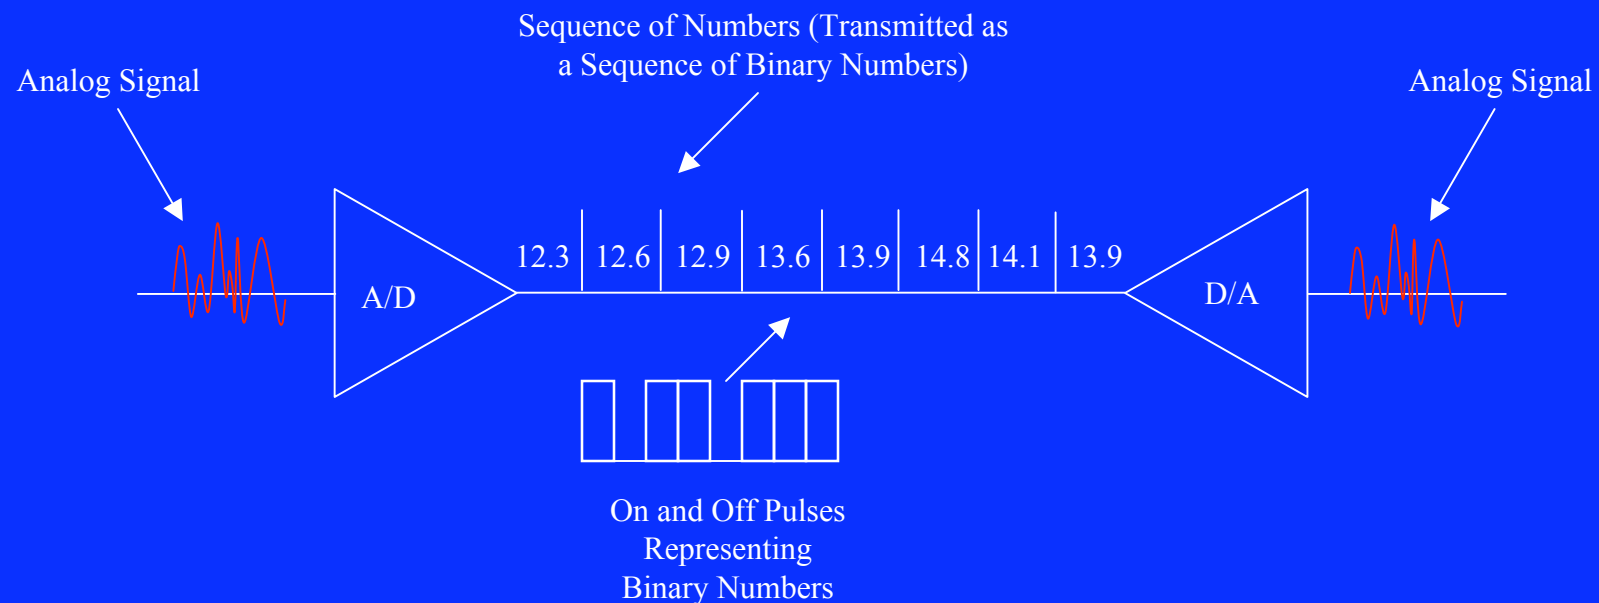 Sequence of Numbers (Transmitted as
a Sequence of Binary Numbers)
Analog Signal
Analog Signal
12.3 12.6 12.9 13.6 13.9 14.8 14.1 13.9
A/D
D/A
On and Off Pulses
Representing
Binary Numbers